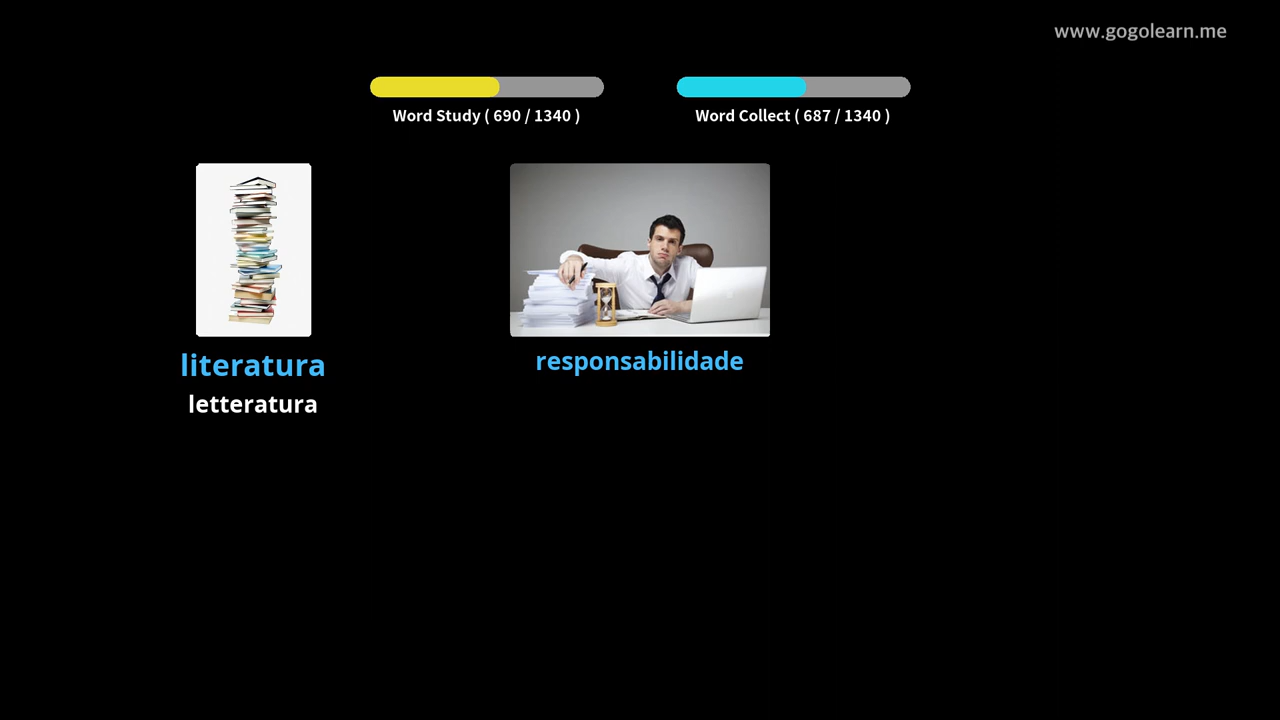 www.gogolearn.me
Word Study ( 690 / 1340 )
Word Collect ( 687 / 1340 )
literatura
letteratura
responsabilidade